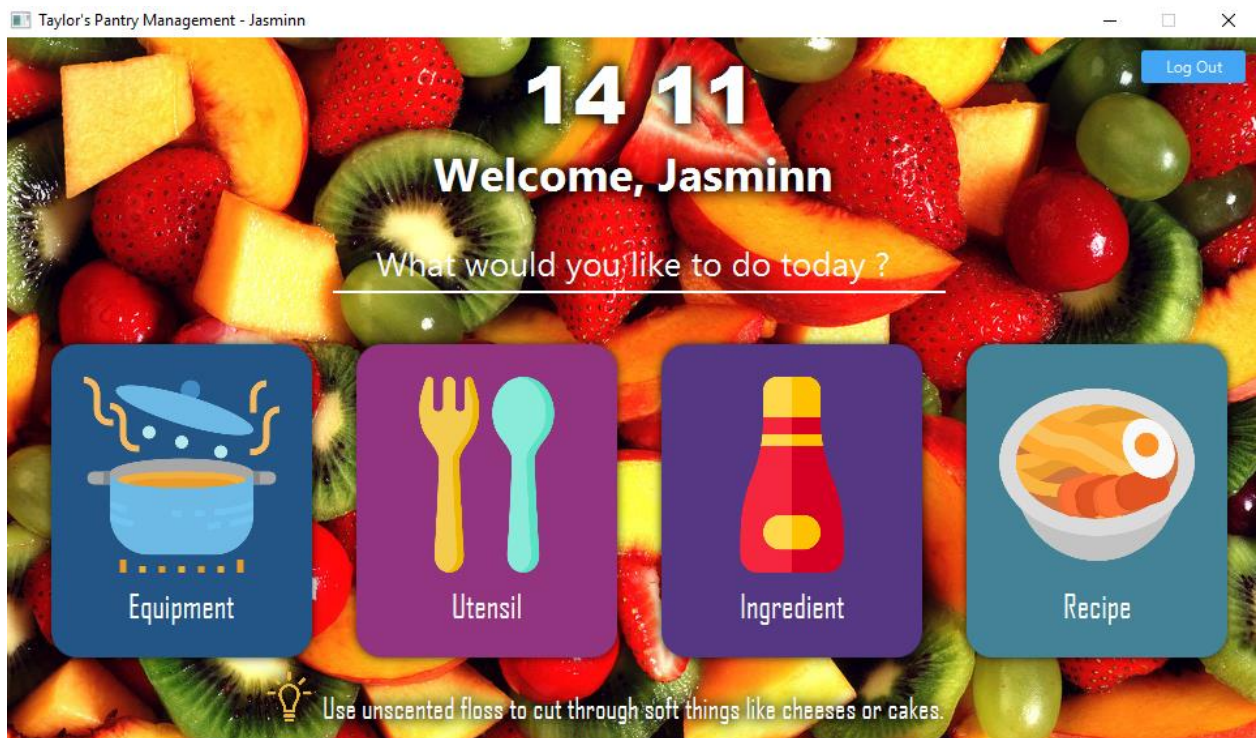 Taylor's Pantry Management - Jasminn
Log Out
14 11
Welcome, Jasminn
What would you like to do today ?
Equipment
Utensil
Ingredient
Recipe
Use unscented floss to cut through soft things like cheeses or cakes.